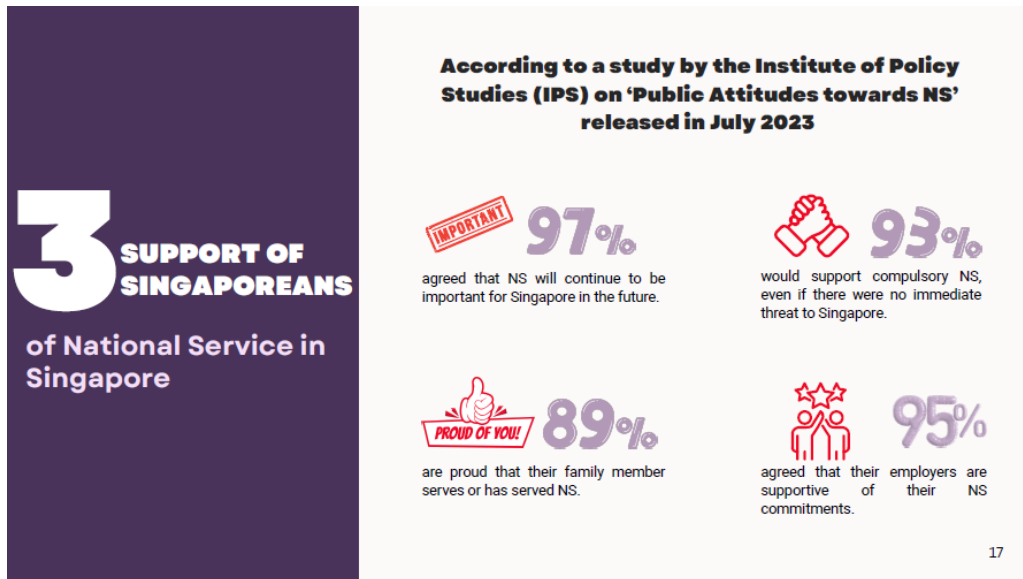 3
SUPPORT OF
SINGAPOREANS
of National Service in
Singapore
According to a study by the Institute of Policy
Studies (IPS) on ‘Public Attitudes towards NS’
released in July 2023
IMPORTANT
97%
agreed that NS will continue to be
important for Singapore in the future.
93%
would support compulsory NS,
even if there were no immediate
threat to Singapore.
PROUD OF YOU!
89%
are proud that their family member
serves or has served NS.
95%
agreed that their employers are
supportive of their NS
commitments.
17